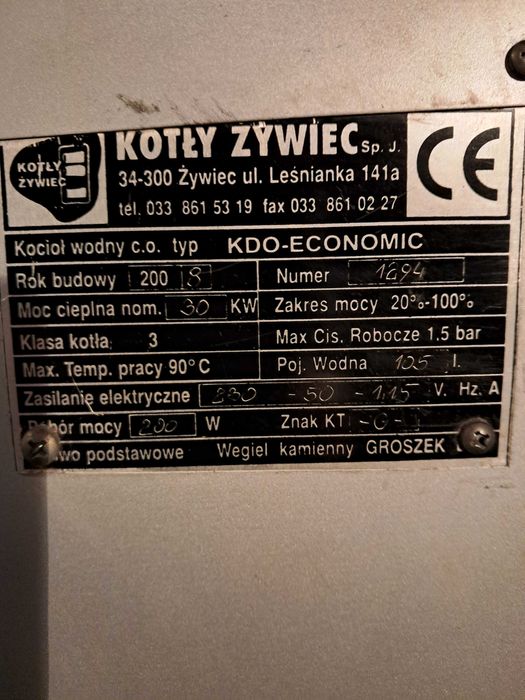 KOTŁY ŻYWIEC
KOTŁY ŻYWIEC Sp. J.
34-300 Żywiec ul. Leśnianka 141a
tel. 033 861 53 19 fax 033 861 02 27
CE
Kocioł wodny c.o. typ KDO-ECONOMIC
Rok budowy 200 8 Numer 1694
Moc cieplna nom. 30 KW Zakres mocy 20%-100%
Klasa kotła 3 Max Cis. Robocze 1.5 bar
Max. Temp. pracy 90°C Poj. Wodna 105 l.
Zasilanie elektryczne 230 - 50 - 1,15 V. Hz. A
mocy 200 W Znak KT -G-
podstawowe Węgiel kamienny GROSZEK